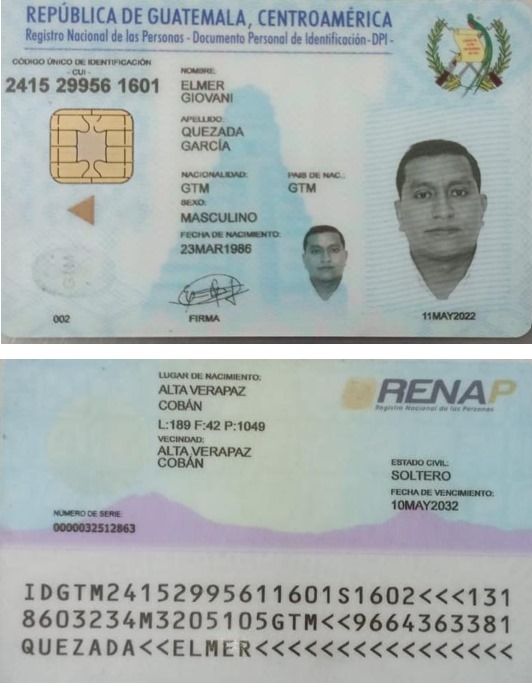 REPÚBLICA DE GUATEMALA, CENTROAMÉRICA
Registro Nacional de las Personas - Documento Personal de Identificación -DPI -
CÓDIGO ÚNICO DE IDENTIFICACIÓN
- CUI -
2415 29956 1601
NOMBRE:
ELMER
GIOVANI
APELLIDO:
QUEZADA
GARCÍA
NACIONALIDAD:
GTM
PAIS DE NAC.:
GTM
SEXO:
MASCULINO
FECHA DE NACIMIENTO:
23MAR1986
002
FIRMA
11MAY2022
LUGAR DE NACIMIENTO:
ALTA VERAPAZ
COBÁN
L:189 F:42 P:1049
VECINDAD:
ALTA VERAPAZ
COBÁN
RENAP
Registro Nacional de las Personas
ESTADO CIVIL:
SOLTERO
FECHA DE VENCIMIENTO:
10MAY2032
NÚMERO DE SERIE:
0000032512863
IDGTM24152995611601S1602<<<131
8603234M3205105GTM<<9664363381
QUEZADA<<ELMER<<<<<<<<<<<<<<<<